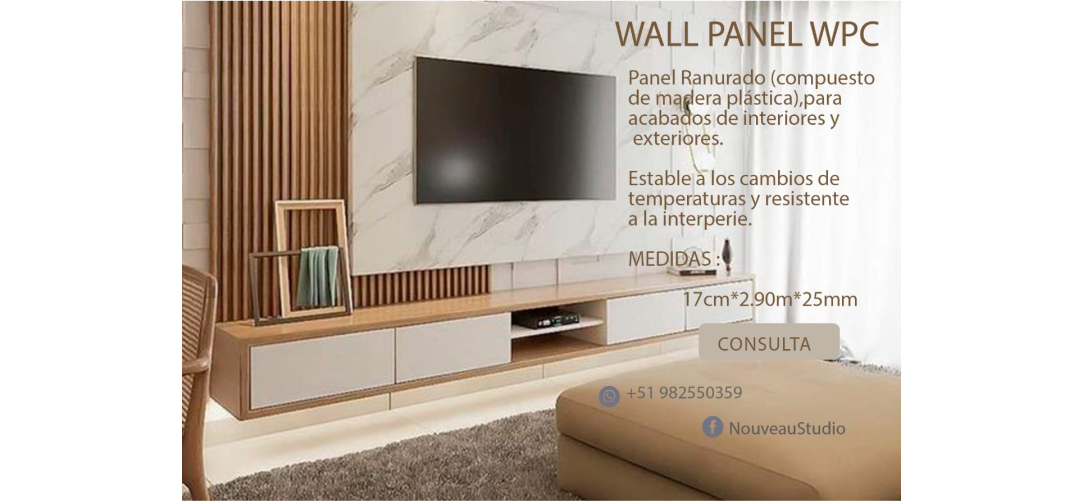 WALL PANEL WPC
Panel Ranurado (compuesto
de madera plástica),para
acabados de interiores y
exteriores.
Estable a los cambios de
temperaturas y resistente
a la interperie.
MEDIDAS :
17cm*2.90m*25mm
CONSULTA
+51 982550359
NouveauStudio